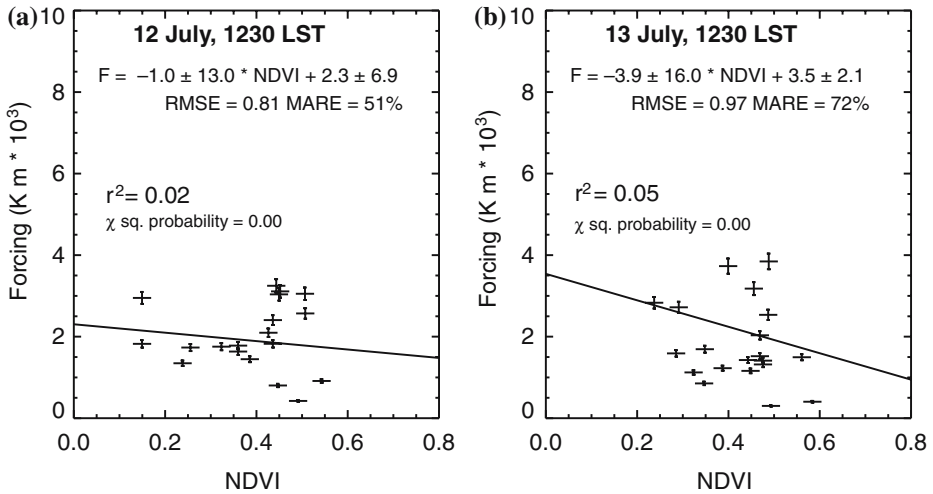 (a)
12 July, 1230 LST
F = –1.0 ± 13.0 * NDVI + 2.3 ± 6.9
RMSE = 0.81 MARE = 51%
r² = 0.02
χ sq. probability = 0.00
Forcing (K m * 10³)
10
8
6
4
2
0
0.0 0.2 0.4 0.6 0.8
NDVI
(b)
13 July, 1230 LST
F = –3.9 ± 16.0 * NDVI + 3.5 ± 2.1
RMSE = 0.97 MARE = 72%
r² = 0.05
χ sq. probability = 0.00
Forcing (K m * 10³)
10
8
6
4
2
0
0.0 0.2 0.4 0.6 0.8
NDVI